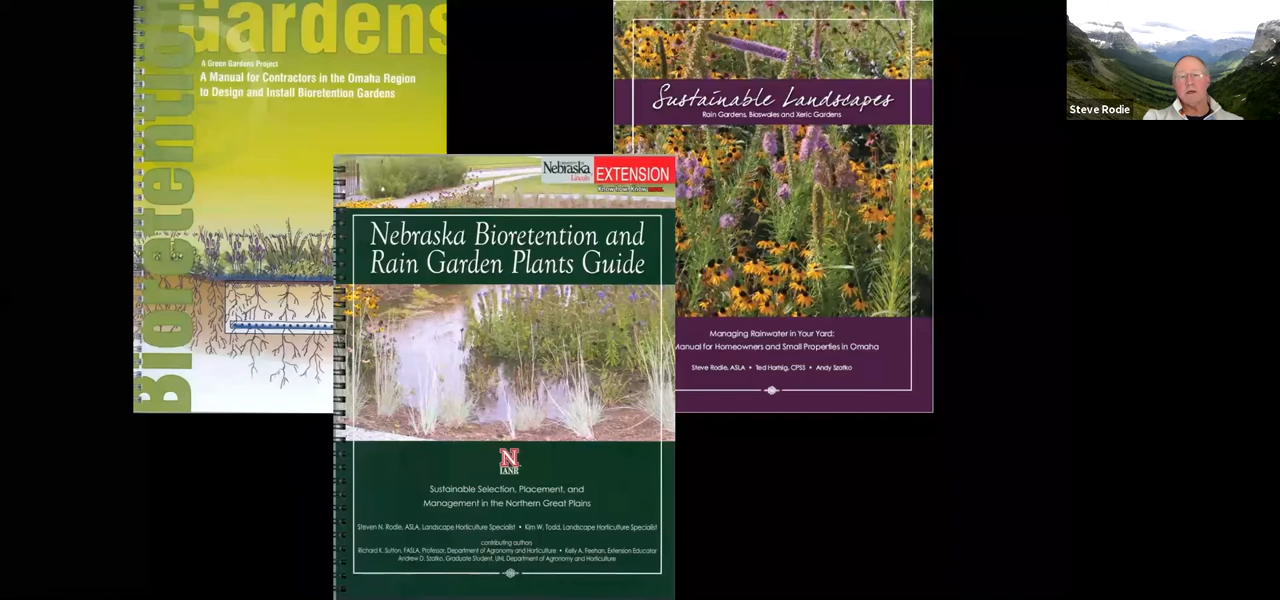 Gardens
Bioretention
A Green Gardens Project
A Manual for Contractors in the Omaha Region
to Design and Install Bioretention Gardens
Sustainable Landscapes
Rain Gardens, Bioswales and Xeric Gardens
Managing Rainwater in Your Yard:
Manual for Homeowners and Small Properties in Omaha
Steve Rodie, ASLA • Ted Hartsig, CPSS • Andy Szatko
Steve Rodie
Nebraska
Lincoln
EXTENSION
Know how. Know now.
Nebraska Bioretention and
Rain Garden Plants Guide
N
IANR
Sustainable Selection, Placement, and
Management in the Northern Great Plains
Steven N. Rodie, ASLA, Landscape Horticulture Specialist • Kim W. Todd, Landscape Horticulture Specialist
contributing authors
Richard K. Sutton, FASLA, Professor, Department of Agronomy and Horticulture • Kelly A. Feehan, Extension Educator
Andrew D. Szatko, Graduate Student, UNL Department of Agronomy and Horticulture